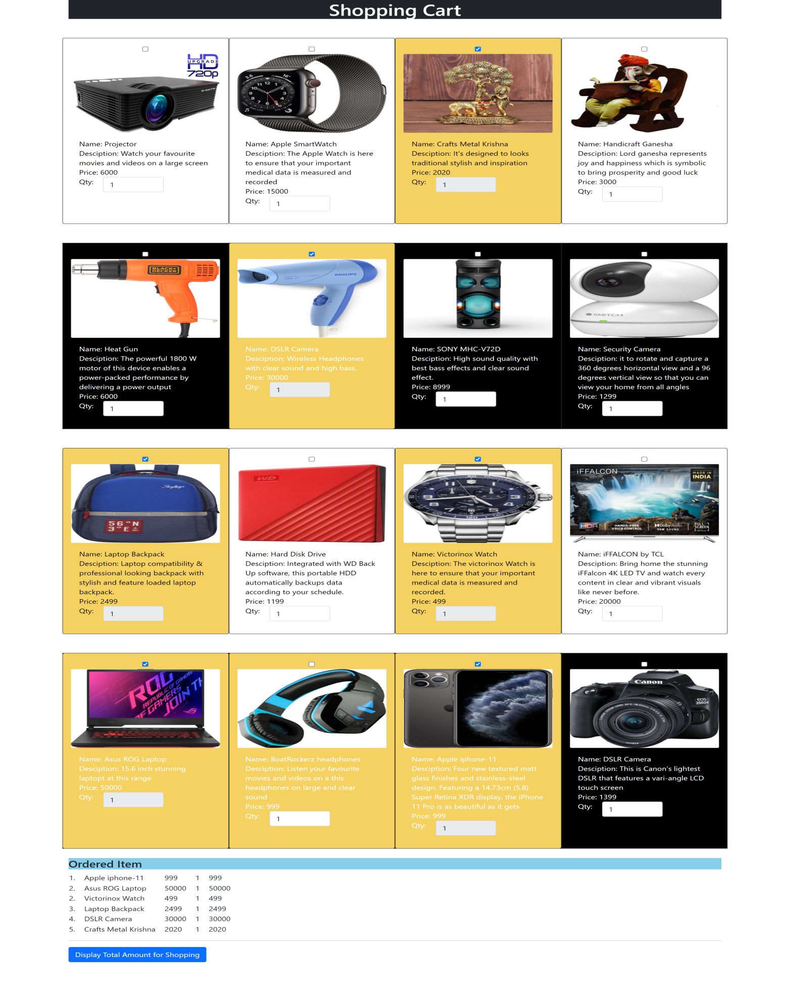 Shopping Cart
HD
UPGRADE
720p
EGATE
Name: Projector
Desciption: Watch your favourite
movies and videos on a large screen
Price: 6000
Qty: 1
Name: Apple SmartWatch
Desciption: The Apple Watch is here
to ensure that your important
medical data is measured and
recorded
Price: 15000
Qty: 1
Name: Crafts Metal Krishna
Desciption: It's designed to looks
traditional stylish and inspiration
Price: 2020
Qty: 1
Name: Handicraft Ganesha
Desciption: Lord ganesha represents
joy and happiness which is symbolic
to bring prosperity and good luck
Price: 3000
Qty: 1
BLACK+
DECKER
Name: Heat Gun
Desciption: The powerful 1800 W
motor of this device enables a
power-packed performance by
delivering a power output
Price: 6000
Qty: 1
PHILIPS
Name: DSLR Camera
Desciption: Wireless Headphones
with clear sound and high bass.
Price: 30000
Qty: 1
SONY
Name: SONY MHC-V72D
Desciption: High sound quality with
best bass effects and clear sound
effect.
Price: 8999
Qty: 1
SMITCH
Name: Security Camera
Desciption: it to rotate and capture a
360 degrees horizontal view and a 96
degrees vertical view so that you can
view your home from all angles
Price: 1299
Qty: 1
Skybags
56°N
3°E
Name: Laptop Backpack
Desciption: Laptop compatibility &
professional looking backpack with
stylish and feature loaded laptop
backpack.
Price: 2499
Qty: 1
WD
Name: Hard Disk Drive
Desciption: Integrated with WD Back
Up software, this portable HDD
automatically backups data
according to your schedule.
Price: 1199
Qty: 1
Name: Victorinox Watch
Desciption: The victorinox Watch is
here to ensure that your important
medical data is measured and
recorded.
Price: 499
Qty: 1
iFFALCON
MADE IN
INDIA
HDR
HANDS-FREE
VOICE CONTROL
Dolby Audio
30W SOUND
FULL
SCREEN
Name: iFFALCON by TCL
Desciption: Bring home the stunning
iFFalcon 4K LED TV and watch every
content in clear and vibrant visuals
like never before.
Price: 20000
Qty: 1
ROG
REPUBLIC OF GAMERS
OF GAMERS
JOIN TH
Name: Asus ROG Laptop
Desciption: 15.6 inch stunning
laptopt at this range
Price: 50000
Qty: 1
Name: BoatRockerz headphones
Desciption: Listen your favourite
movies and videos on a this
headphones on large and clear
sound
Price: 999
Qty: 1
Name: Apple iphone-11
Desciption: Four new textured matt
glass finishes and stainless-steel
design. Featuring a 14.73cm (5.8)
Super Retina XDR display, the iPhone
11 Pro is as beautiful as it gets
Price: 999
Qty: 1
Canon
EOS
200D II
Name: DSLR Camera
Desciption: This is Canon’s lightest
DSLR that features a vari-angle LCD
touch screen
Price: 1399
Qty: 1
Ordered Item
1. Apple iphone-11 999 1 999
2. Asus ROG Laptop 50000 1 50000
2. Victorinox Watch 499 1 499
3. Laptop Backpack 2499 1 2499
4. DSLR Camera 30000 1 30000
5. Crafts Metal Krishna 2020 1 2020
Display Total Amount for Shopping